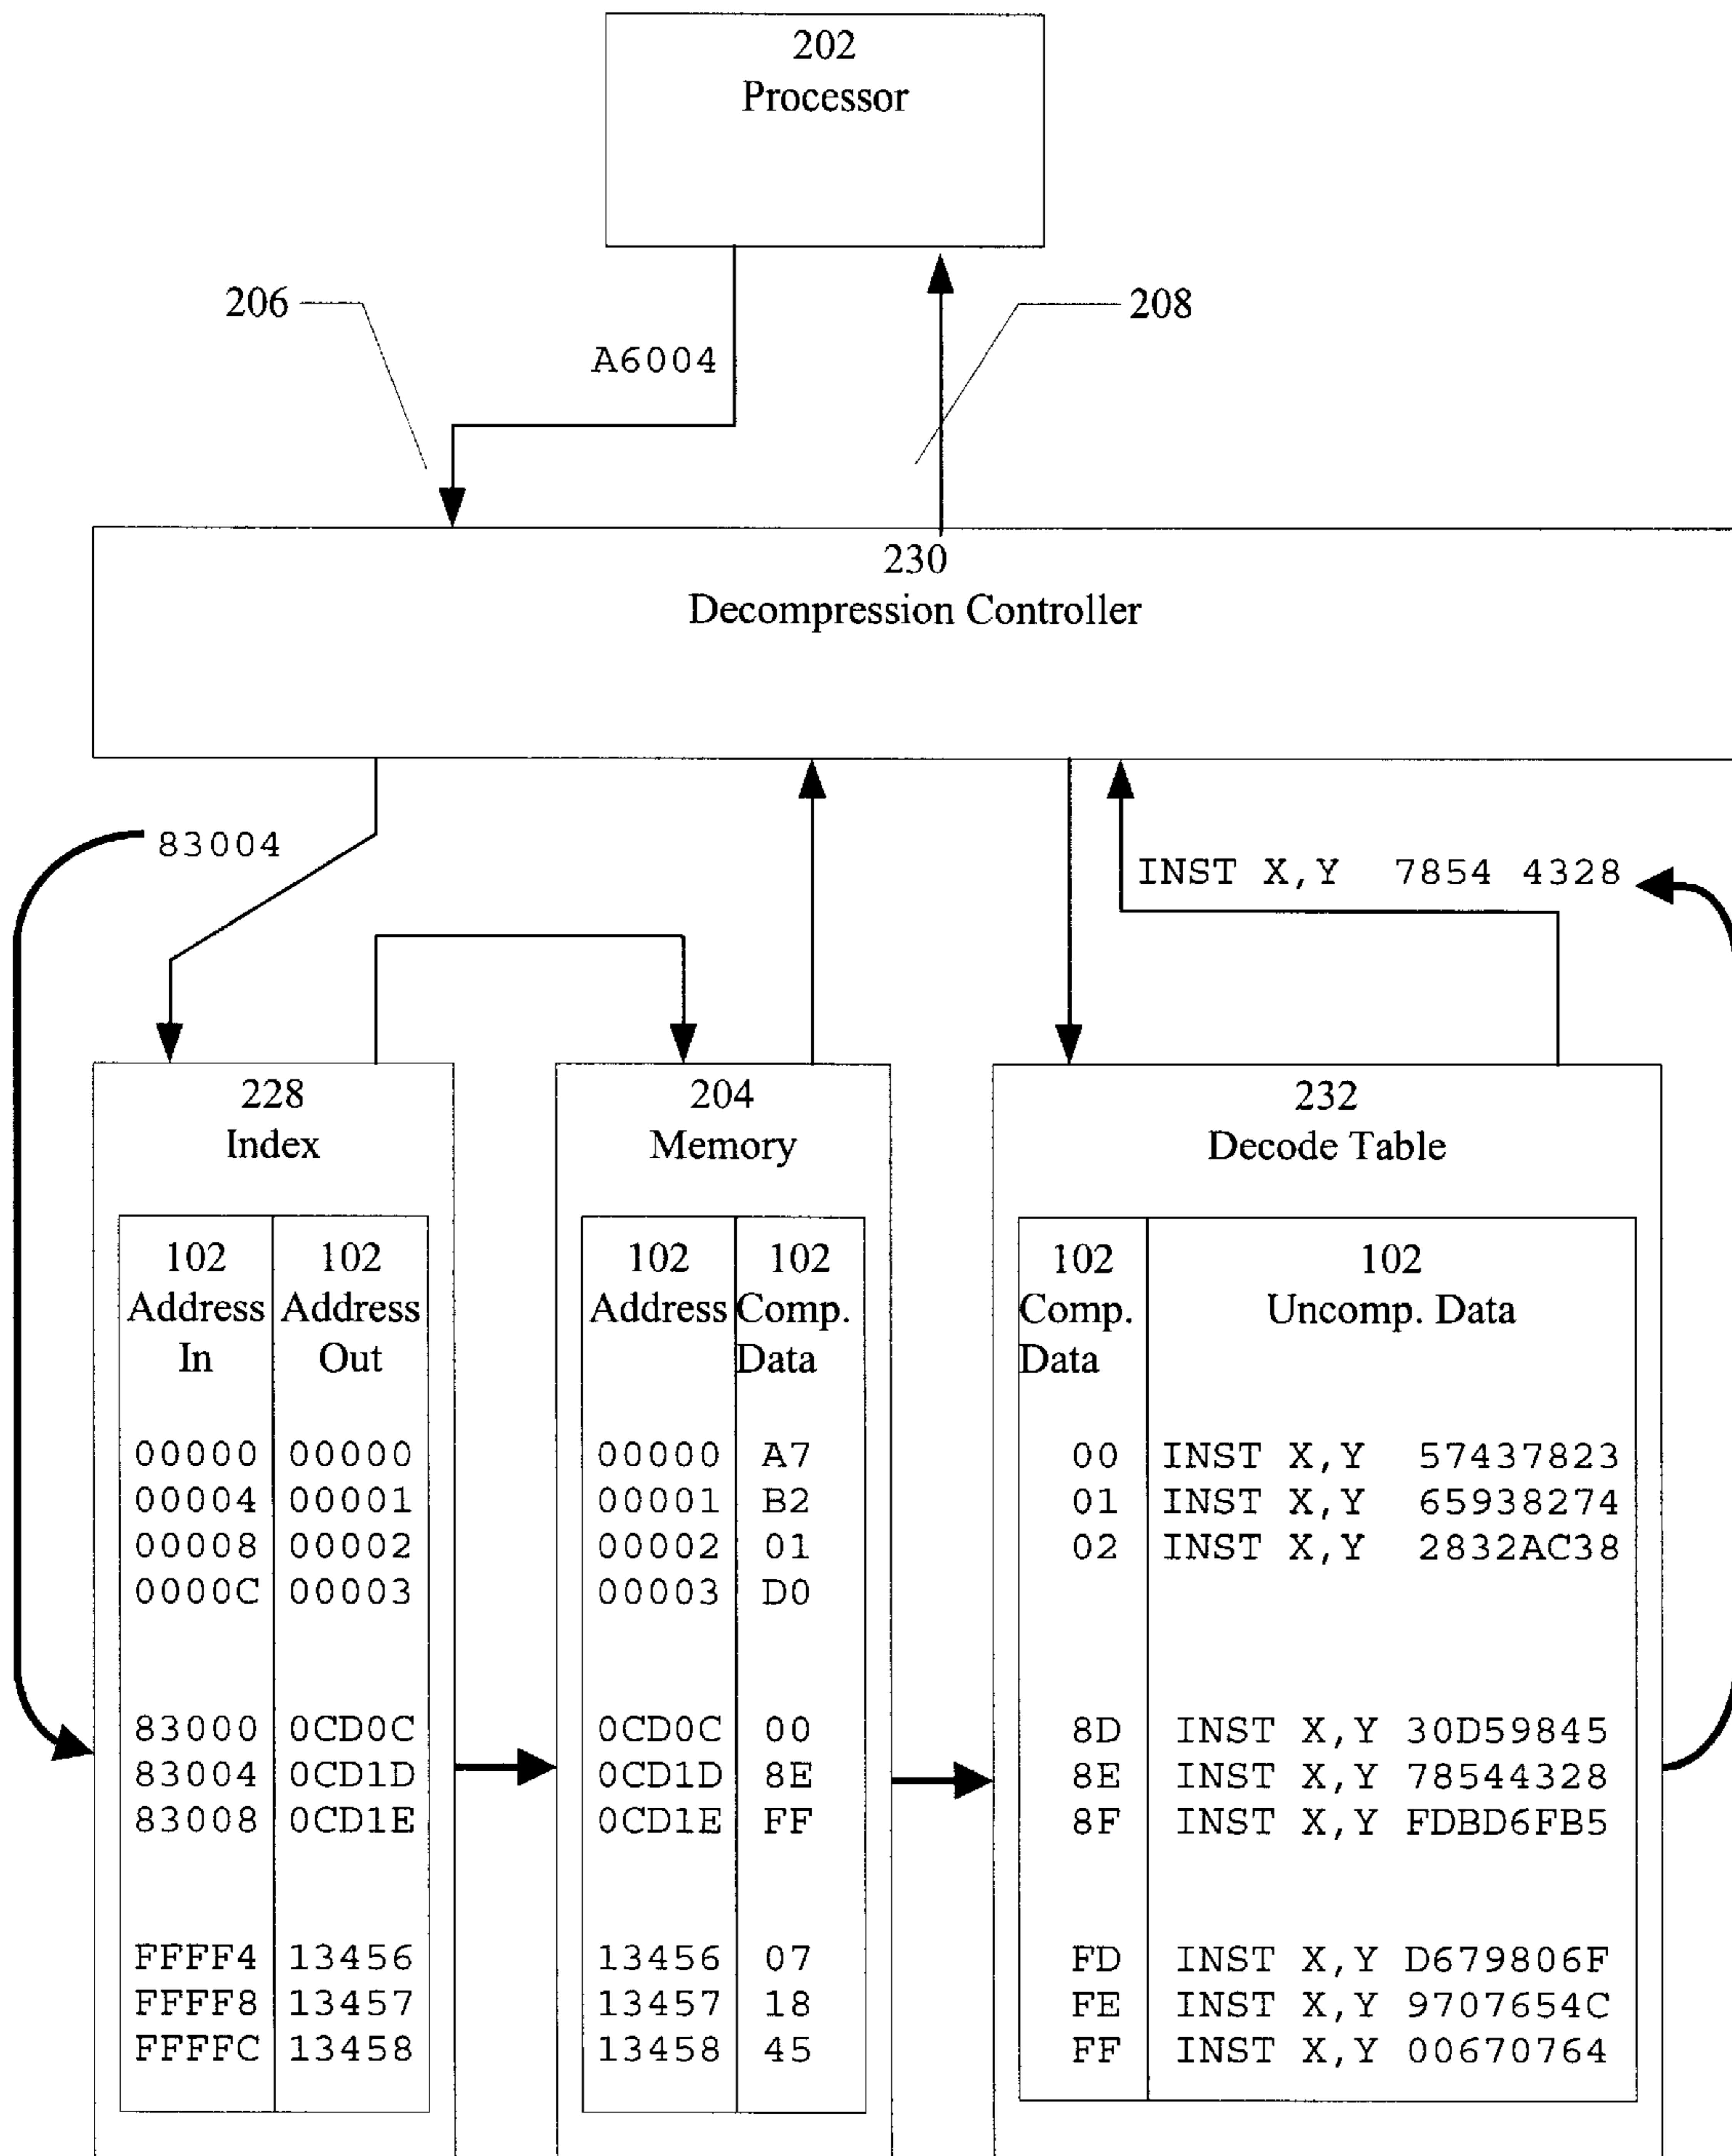 202
Processor
206
208
A6004
230
Decompression Controller
83004
INST X,Y 7854 4328
228
Index
102 102
Address Address
In Out
00000 00000
00004 00001
00008 00002
0000C 00003
83000 0CD0C
83004 0CD1D
83008 0CD1E
FFFF4 13456
FFFF8 13457
FFFFC 13458
204
Memory
102 102
Address Comp.
Data
00000 A7
00001 B2
00002 01
00003 D0
0CD0C 00
0CD1D 8E
0CD1E FF
13456 07
13457 18
13458 45
232
Decode Table
102 102
Comp. Uncomp. Data
Data
00 INST X,Y 57437823
01 INST X,Y 65938274
02 INST X,Y 2832AC38
8D INST X,Y 30D59845
8E INST X,Y 78544328
8F INST X,Y FDBD6FB5
FD INST X,Y D679806F
FE INST X,Y 9707654C
FF INST X,Y 00670764